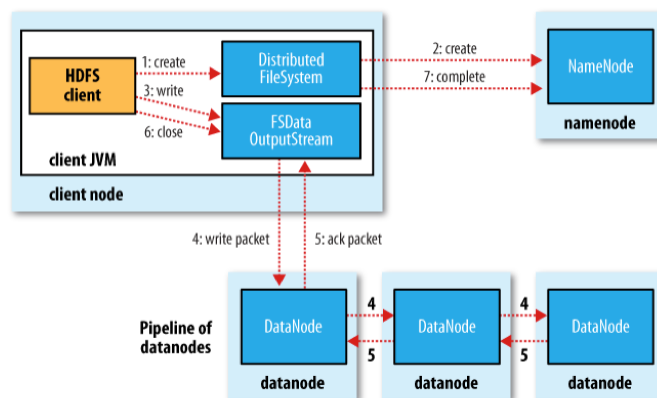 HDFS
client
1: create
3: write
6: close
Distributed
FileSystem
FSData
OutputStream
client JVM
client node
2: create
7: complete
NameNode
namenode
4: write packet
5: ack packet
Pipeline of
datanodes
DataNode
datanode
4
5
DataNode
datanode
4
5
DataNode
datanode